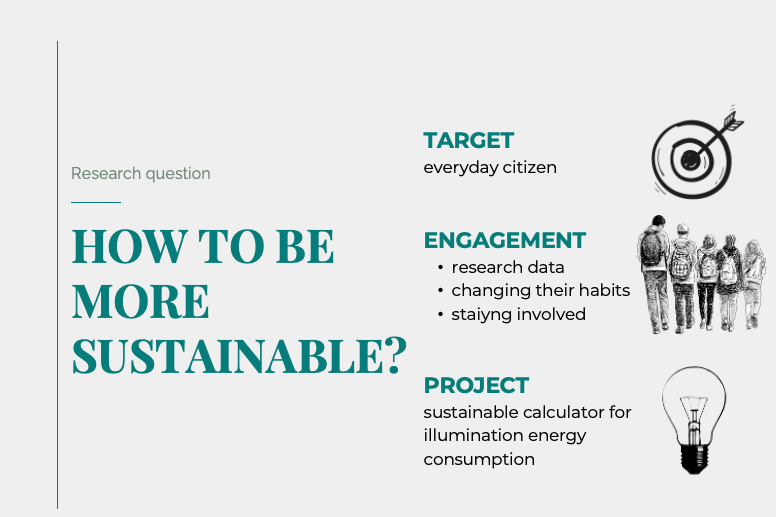 Research question
HOW TO BE
MORE
SUSTAINABLE?
TARGET
everyday citizen
ENGAGEMENT
• research data
• changing their habits
• staiyng involved
PROJECT
sustainable calculator for
illumination energy
consumption